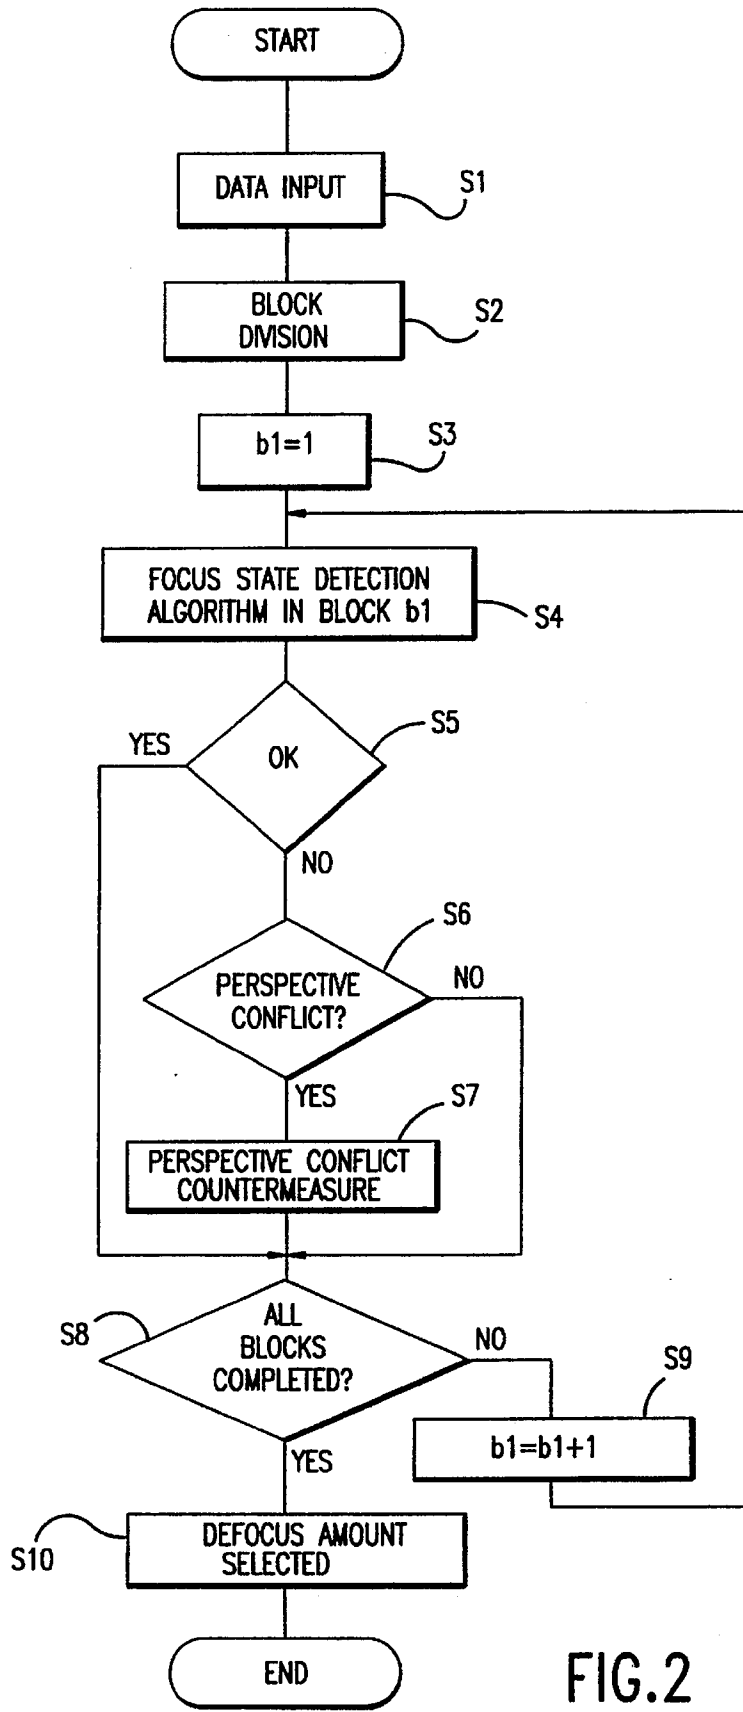 START
DATA INPUT
S1
BLOCK
DIVISION
S2
b1=1
S3
FOCUS STATE DETECTION
ALGORITHM IN BLOCK b1
S4
YES
OK
S5
NO
PERSPECTIVE
CONFLICT?
S6
NO
YES
S7
PERSPECTIVE CONFLICT
COUNTERMEASURE
S8
ALL
BLOCKS
COMPLETED?
NO
S9
b1=b1+1
YES
S10
DEFOCUS AMOUNT
SELECTED
END
FIG.2